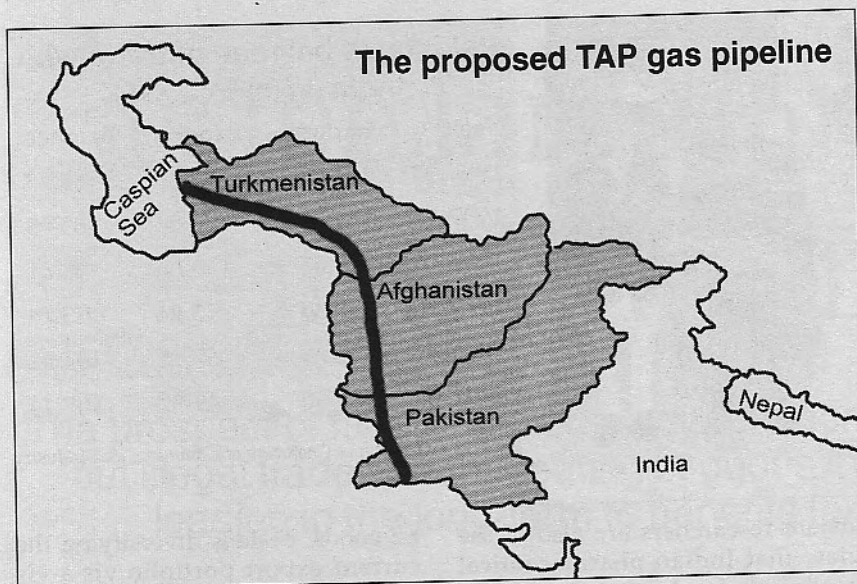 The proposed TAP gas pipeline
Caspian
Sea
Turkmenistan
Afghanistan
Pakistan
Nepal
India